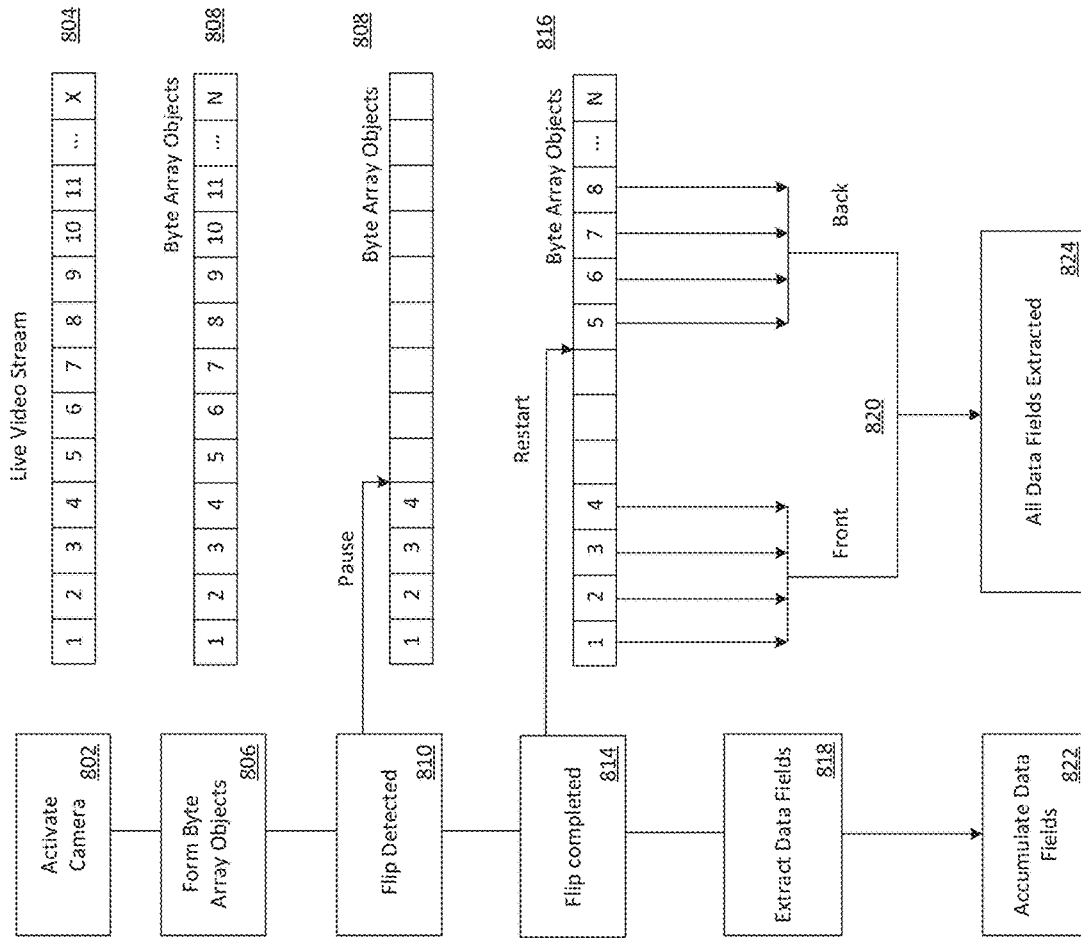 Live Video Stream
Activate
Camera
802
1 2 3 4 5 6 7 8 9 10 11 ... X
804
Byte Array Objects
Form Byte
Array Objects
806
1 2 3 4 5 6 7 8 9 10 11 ... N
808
Flip Detected
810
Pause
1 2 3 4
Byte Array Objects
808
Flip completed
814
Restart
Byte Array Objects
1 2 3 4 5 6 7 8 ... N
816
Extract Data Fields
818
Front
Back
820
Accumulate Data
Fields
822
All Data Fields Extracted
824